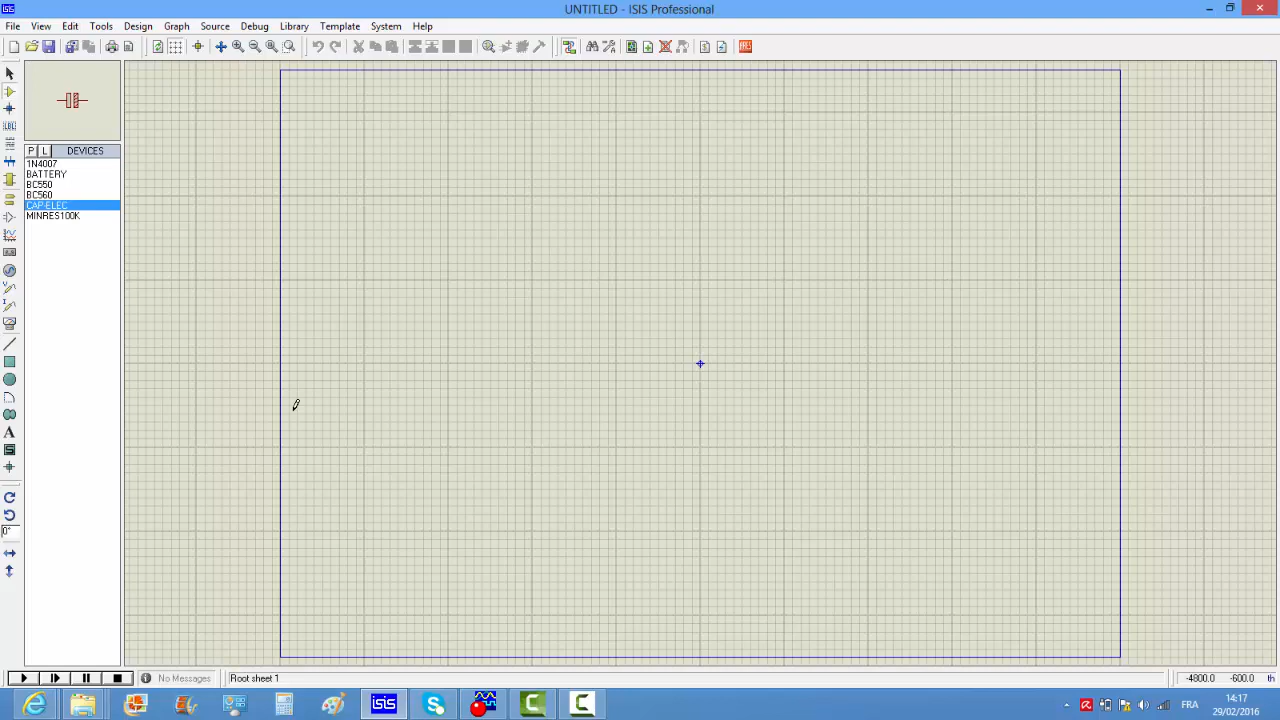 UNTITLED - ISIS Professional
File View Edit Tools Design Graph Source Debug Library Template System Help
P L DEVICES
1N4007
BATTERY
BC550
BC560
CAP-ELEC
MINRES100K
0°
No Messages Root sheet 1 -4800.0 -600.0 th
FRA
14:17
29/02/2016